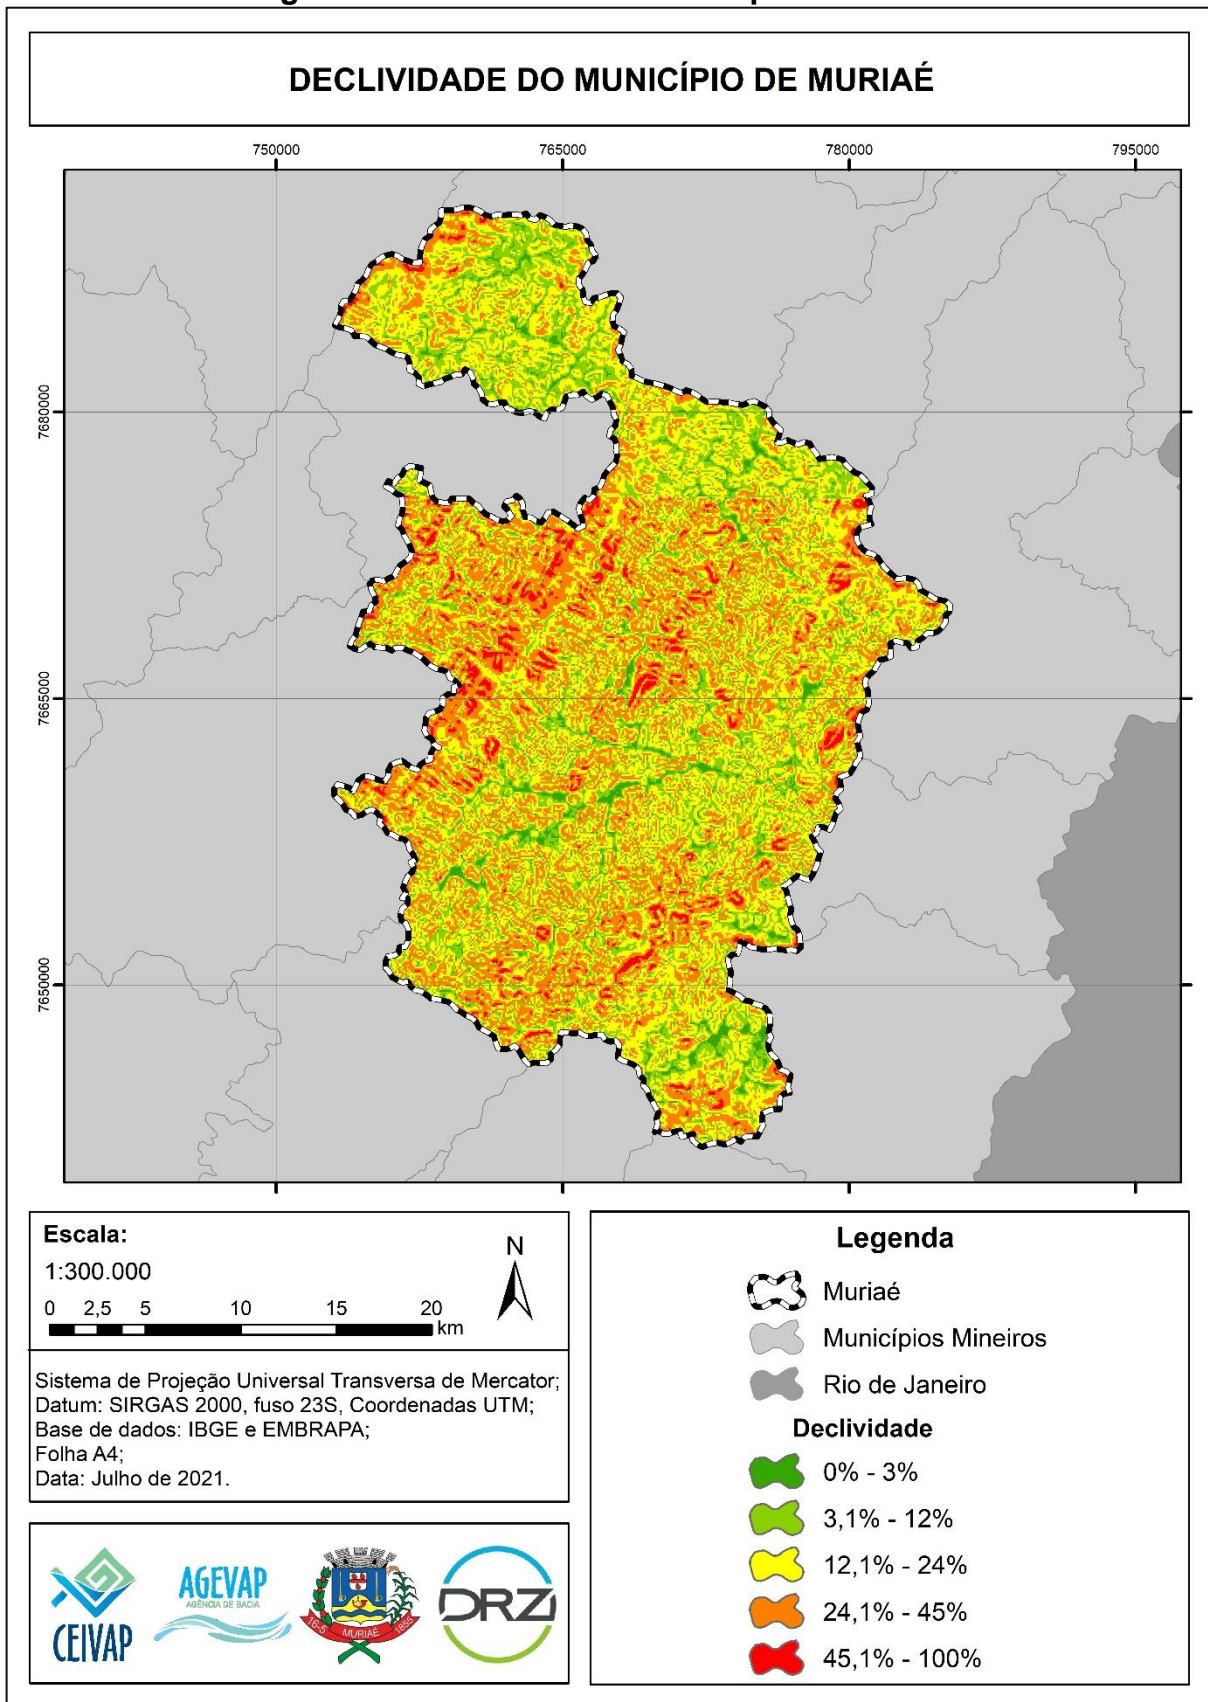 DECLIVIDADE DO MUNICÍPIO DE MURIAÉ
750000 765000 780000 795000
7680000
7665000
7650000
Escala:
1:300.000
N
0 2,5 5 10 15 20
km
Sistema de Projeção Universal Transversa de Mercator;
Datum: SIRGAS 2000, fuso 23S, Coordenadas UTM;
Base de dados: IBGE e EMBRAPA;
Folha A4;
Data: Julho de 2021.
CEIVAP
AGEVAP
AGÊNCIA DE BACIA
16-5 MURIAÉ 1855
DRZ
Legenda
Muriaé
Municípios Mineiros
Rio de Janeiro
Declividade
0% - 3%
3,1% - 12%
12,1% - 24%
24,1% - 45%
45,1% - 100%